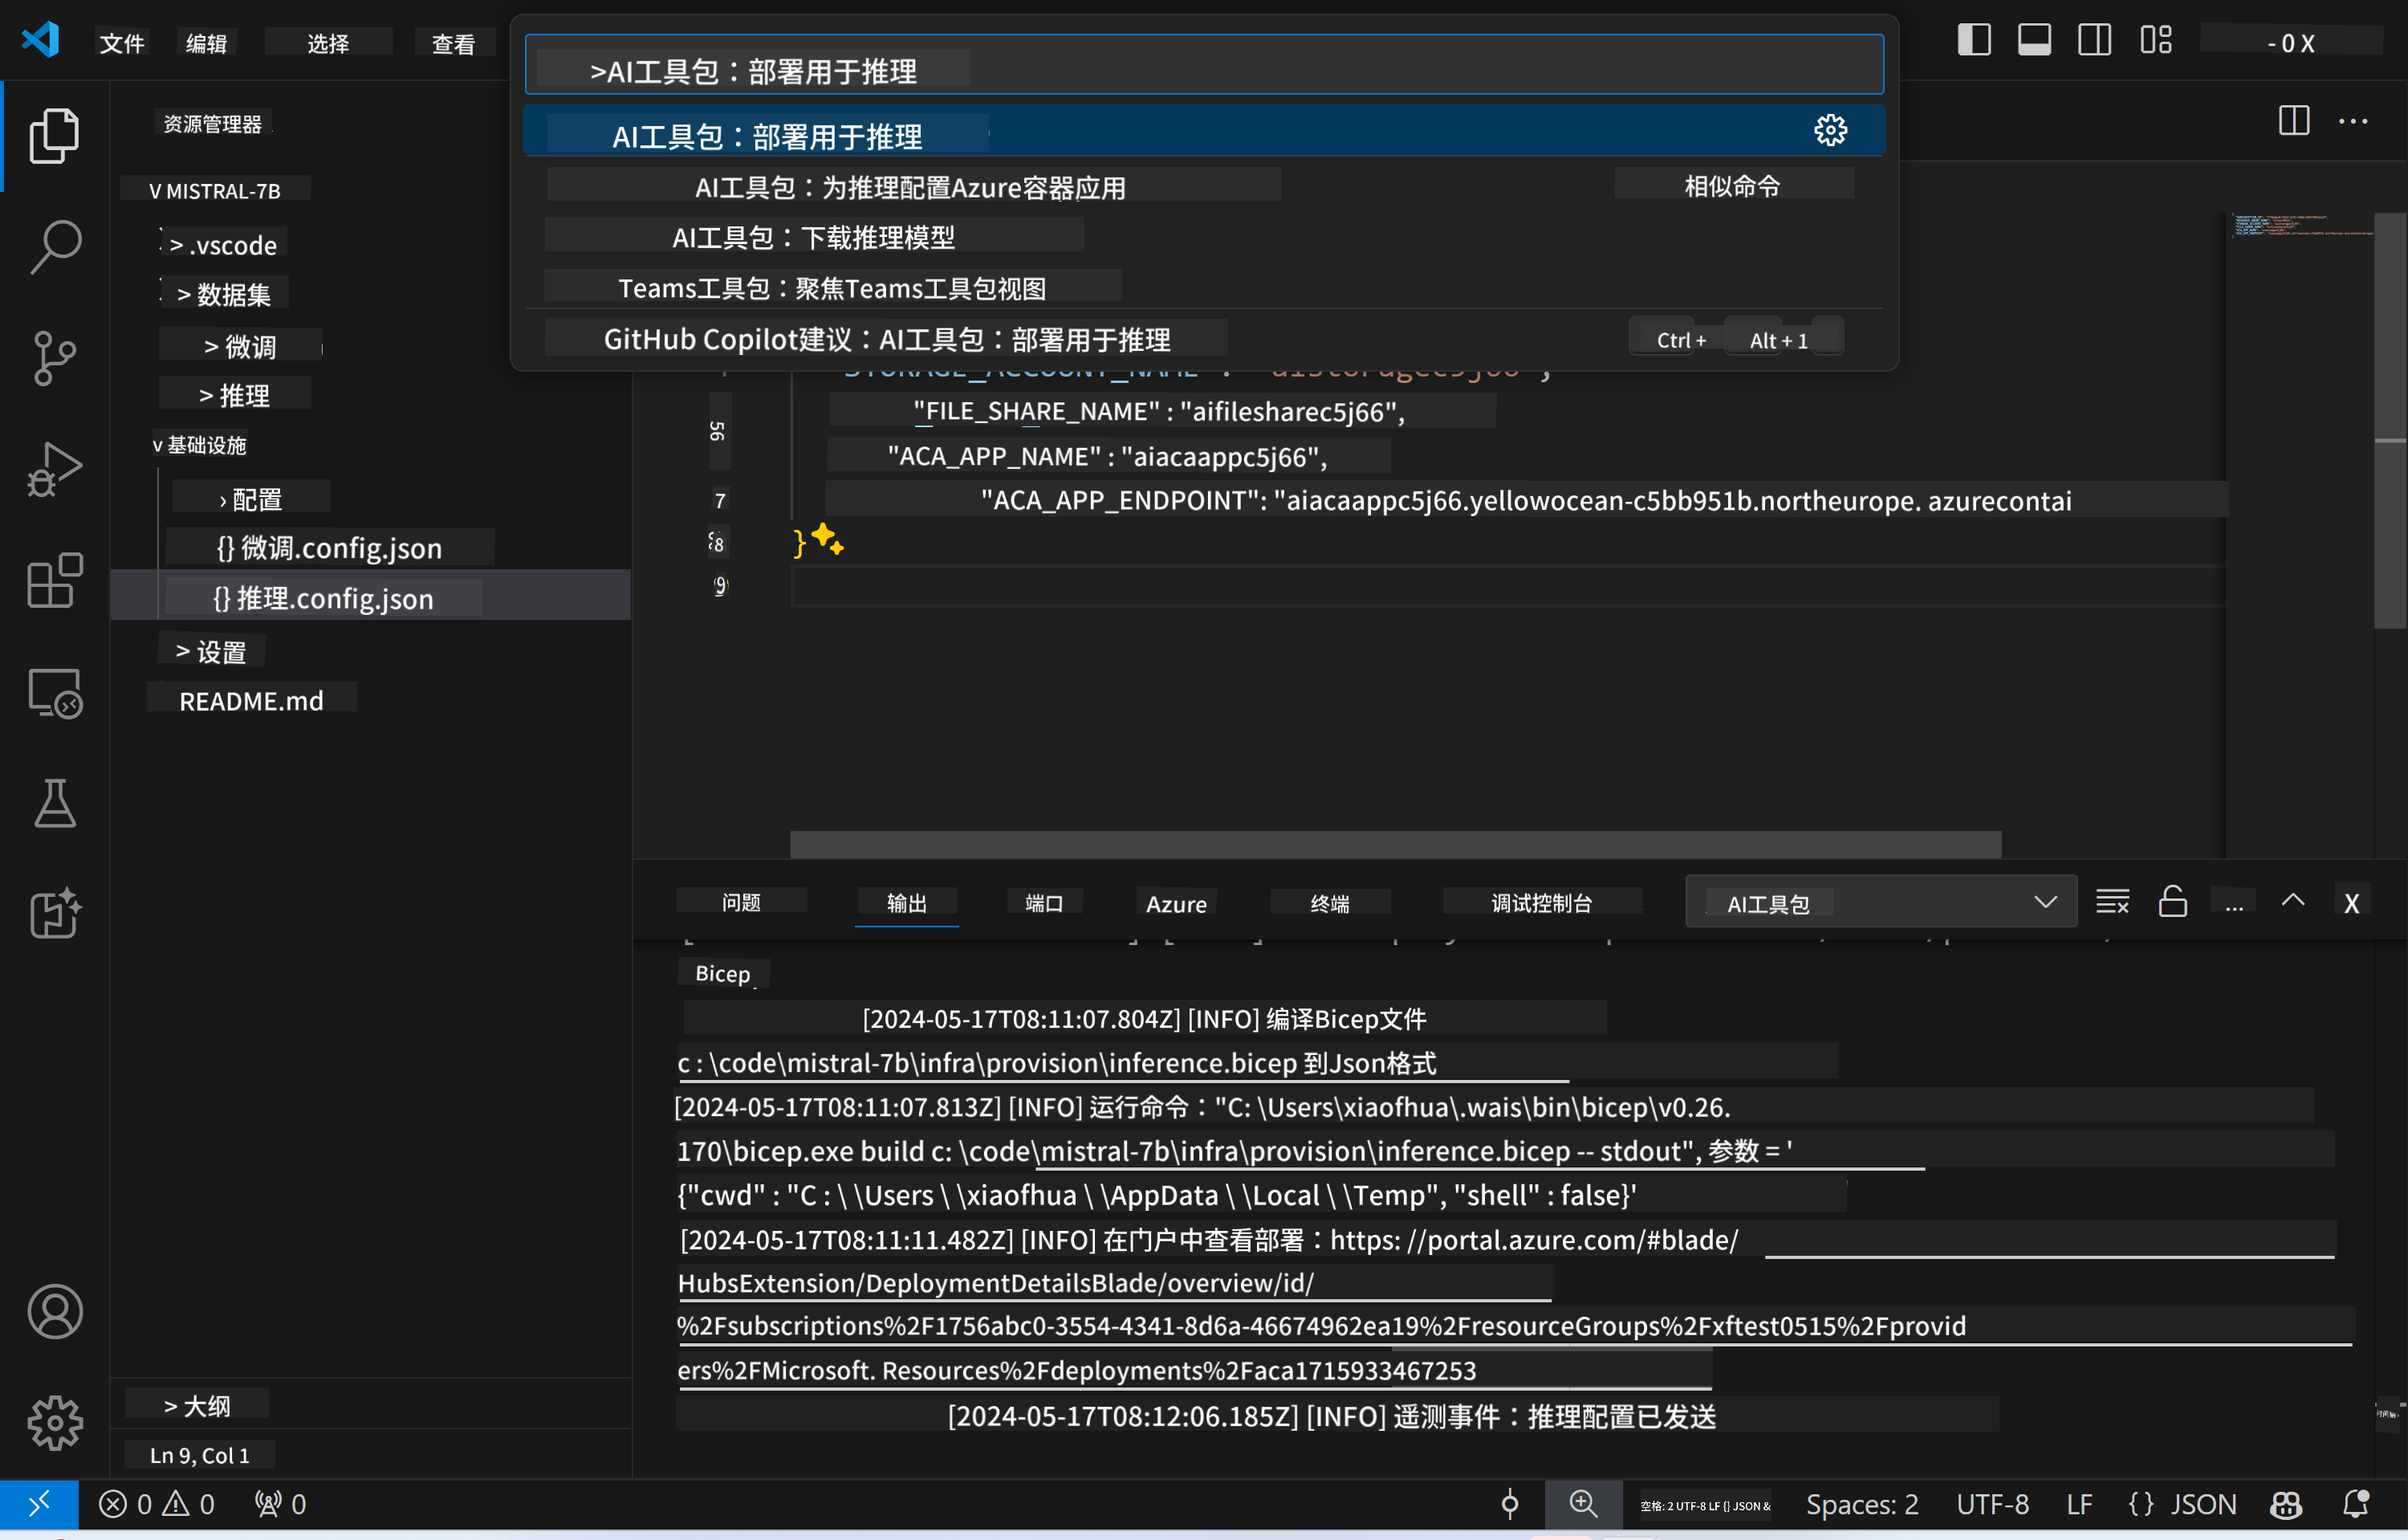 文件 编辑 选择 查看
- 0 X
>AI工具包：部署用于推理
AI工具包：部署用于推理
AI工具包：为推理配置Azure容器应用 相似命令
AI工具包：下载推理模型
Teams工具包：聚焦Teams工具包视图
GitHub Copilot建议：AI工具包：部署用于推理 Ctrl + Alt + 1
资源管理器
v MISTRAL-7B
> .vscode
> 数据集
> 微调
> 推理
v 基础设施
› 配置
{} 微调.config.json
{} 推理.config.json
> 设置
README.md
> 大纲
Ln 9, Col 1
56
"FILE_SHARE_NAME" : "aifilesharec5j66",
"ACA_APP_NAME" : "aiacaappc5j66",
7 "ACA_APP_ENDPOINT": "aiacaappc5j66.yellowocean-c5bb951b.northeurope. azurecontai
8 }
9
问题 输出 端口 Azure 终端 调试控制台 AI工具包 ... X
Bicep
[2024-05-17T08:11:07.804Z] [INFO] 编译Bicep文件
c : \code\mistral-7b\infra\provision\inference.bicep 到Json格式
[2024-05-17T08:11:07.813Z] [INFO] 运行命令："C: \Users\xiaofhua\.wais\bin\bicep\v0.26.
170\bicep.exe build c: \code\mistral-7b\infra\provision\inference.bicep -- stdout", 参数 = '
{"cwd" : "C : \ \Users \ \xiaofhua \ \AppData \ \Local \ \Temp", "shell" : false}'
[2024-05-17T08:11:11.482Z] [INFO] 在门户中查看部署：https: //portal.azure.com/#blade/
HubsExtension/DeploymentDetailsBlade/overview/id/
%2Fsubscriptions%2F1756abc0-3554-4341-8d6a-46674962ea19%2FresourceGroups%2Fxftest0515%2Fprovid
ers%2FMicrosoft. Resources%2Fdeployments%2Faca1715933467253
[2024-05-17T08:12:06.185Z] [INFO] 遥测事件：推理配置已发送
0 0 0
空格: 2 UTF-8 LF {} JSON &
Spaces: 2 UTF-8 LF {} JSON